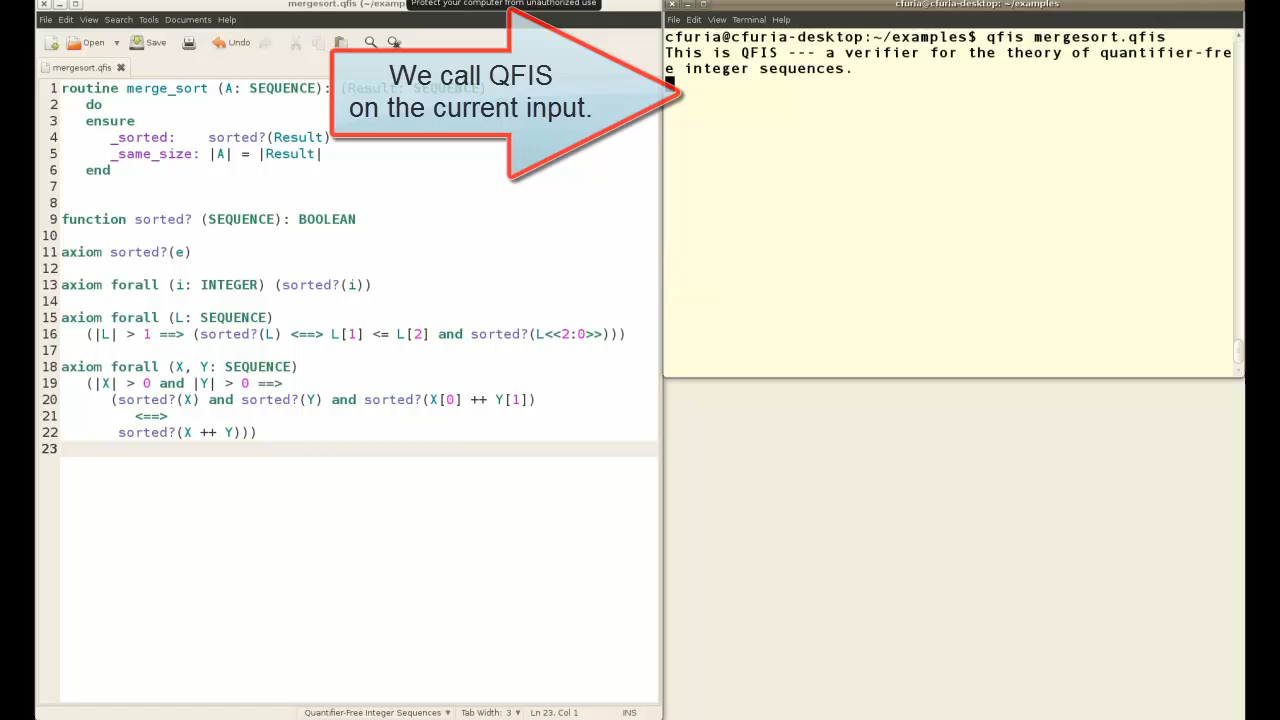 mergesort.qfis (~/examp
Protect your computer from unauthorized use
cfuria@cfuria-desktop: ~/examples
File Edit View Search Tools Documents Help
File Edit View Terminal Help
Open Save Undo
mergesort.qfis
We call QFIS
on the current input.
1 routine merge_sort (A: SEQUENCE): (Result: SEQUENCE)
2 do
3 ensure
4 _sorted: sorted?(Result)
5 _same_size: |A| = |Result|
6 end
7
8
9 function sorted? (SEQUENCE): BOOLEAN
10
11 axiom sorted?(e)
12
13 axiom forall (i: INTEGER) (sorted?(i))
14
15 axiom forall (L: SEQUENCE)
16 (|L| > 1 ==> (sorted?(L) <==> L[1] <= L[2] and sorted?(L<<2:0>>)))
17
18 axiom forall (X, Y: SEQUENCE)
19 (|X| > 0 and |Y| > 0 ==>
20 (sorted?(X) and sorted?(Y) and sorted?(X[0] ++ Y[1])
21 <==>
22 sorted?(X ++ Y)))
23
Quantifier-Free Integer Sequences Tab Width: 3 Ln 23, Col 1 INS
cfuria@cfuria-desktop:~/examples$ qfis mergesort.qfis
This is QFIS --- a verifier for the theory of quantifier-fre
e integer sequences.